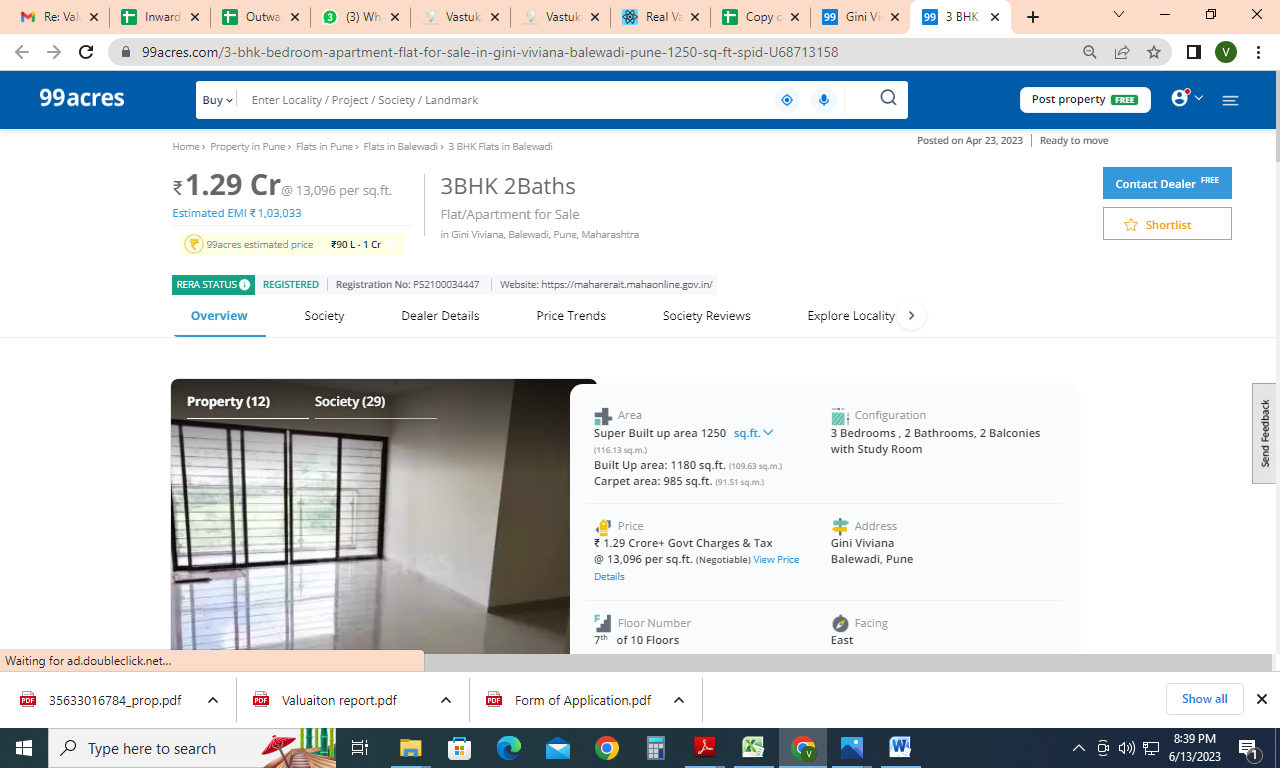 Re: Valu
Inward
Outwa
(3) Wh
Vastuk
Vastuk
Real Va
Copy o
Gini Vi
3 BHK
99acres.com/3-bhk-bedroom-apartment-flat-for-sale-in-gini-viviana-balewadi-pune-1250-sq-ft-spid-U68713158
V
99acres
Buy
Enter Locality / Project / Society / Landmark
Post property FREE
Home › Property in Pune › Flats in Pune › Flats in Balewadi › 3 BHK Flats in Balewadi
Posted on Apr 23, 2023 | Ready to move
₹1.29 Cr@ 13,096 per sq.ft.
Estimated EMI ₹ 1,03,033
99acres estimated price ₹90 L - 1 Cr
3BHK 2Baths
Flat/Apartment for Sale
in Gini Viviana, Balewadi, Pune, Maharashtra
Contact Dealer FREE
Shortlist
RERA STATUS REGISTERED | Registration No: P52100034447 | Website: https://maharerait.mahaonline.gov.in/
Overview
Society
Dealer Details
Price Trends
Society Reviews
Explore Locality
Property (12)
Society (29)
Area
Super Built up area 1250 sq.ft.
(116.13 sq.m.)
Built Up area: 1180 sq.ft. (109.63 sq.m.)
Carpet area: 985 sq.ft. (91.51 sq.m.)
Configuration
3 Bedrooms , 2 Bathrooms, 2 Balconies
with Study Room
Price
₹ 1.29 Crore+ Govt Charges & Tax
@ 13,096 per sq.ft. (Negotiable) View Price
Details
Address
Gini Viviana
Balewadi, Pune
Floor Number
7th of 10 Floors
Facing
East
Send Feedback
Waiting for ad.doubleclick.net...
35633016784_prop.pdf
Valuaiton report.pdf
Form of Application.pdf
Show all
Type here to search
8:39 PM
6/13/2023
1